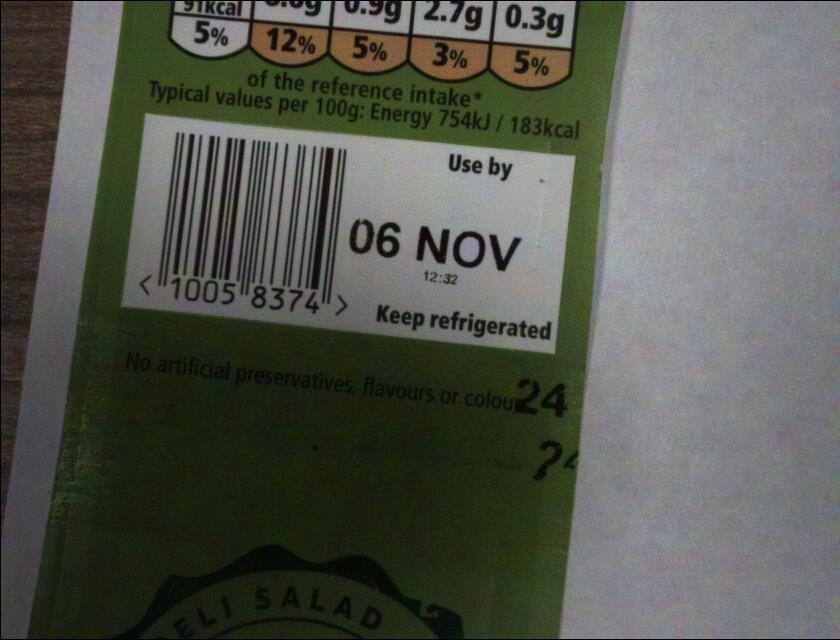 91kcal 0.9g 2.7g 0.3g
5% 12% 5% 3% 5%
of the reference intake*
Typical values per 100g: Energy 754kJ / 183kcal
Use by
06 NOV
12:32
< 1005 8374 >
Keep refrigerated
No artificial preservatives, flavours or colou
24
DELI SALAD